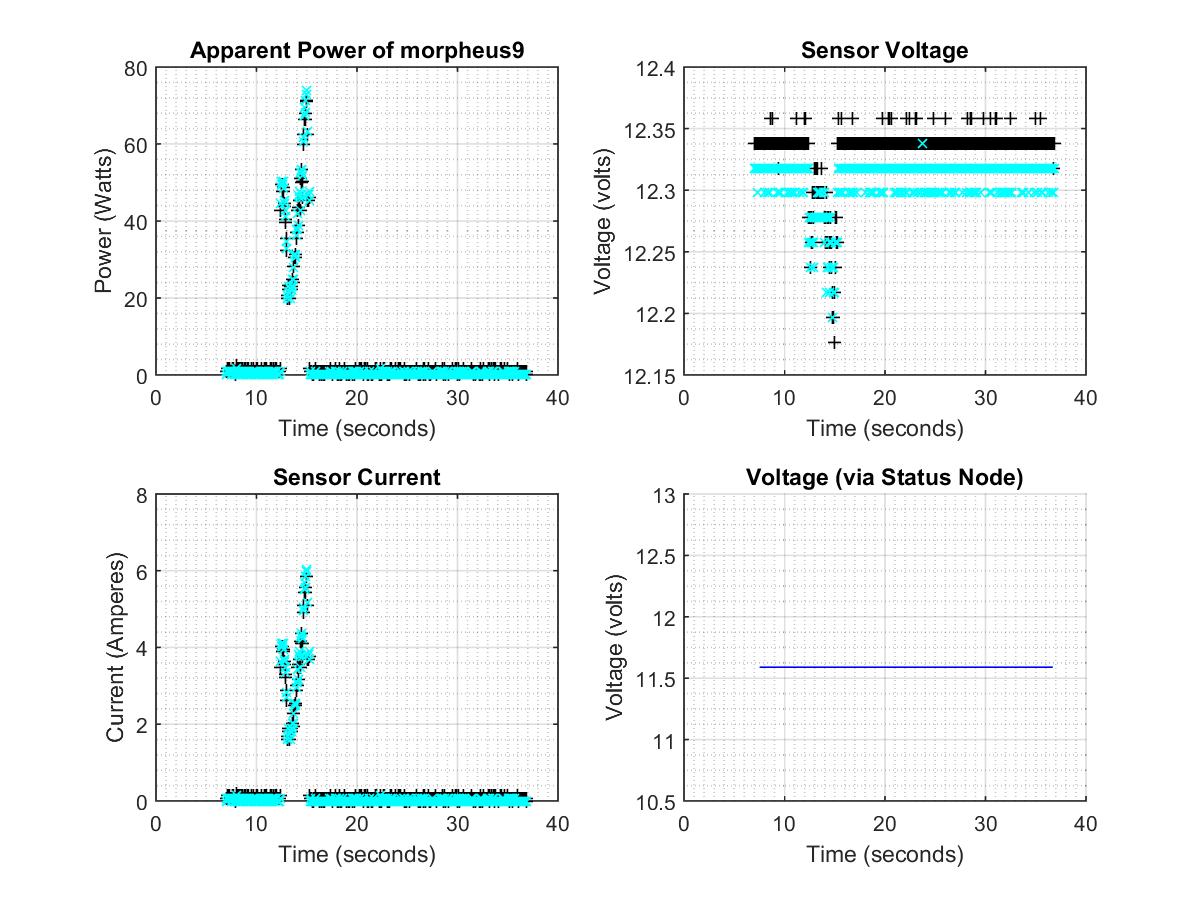 Apparent Power of morpheus9
80
60
40
20
0
Power (Watts)
0 10 20 30 40
Time (seconds)
Sensor Voltage
12.4
12.35
12.3
12.25
12.2
12.15
Voltage (volts)
0 10 20 30 40
Time (seconds)
Sensor Current
8
6
4
2
0
Current (Amperes)
0 10 20 30 40
Time (seconds)
Voltage (via Status Node)
13
12.5
12
11.5
11
10.5
Voltage (volts)
0 10 20 30 40
Time (seconds)